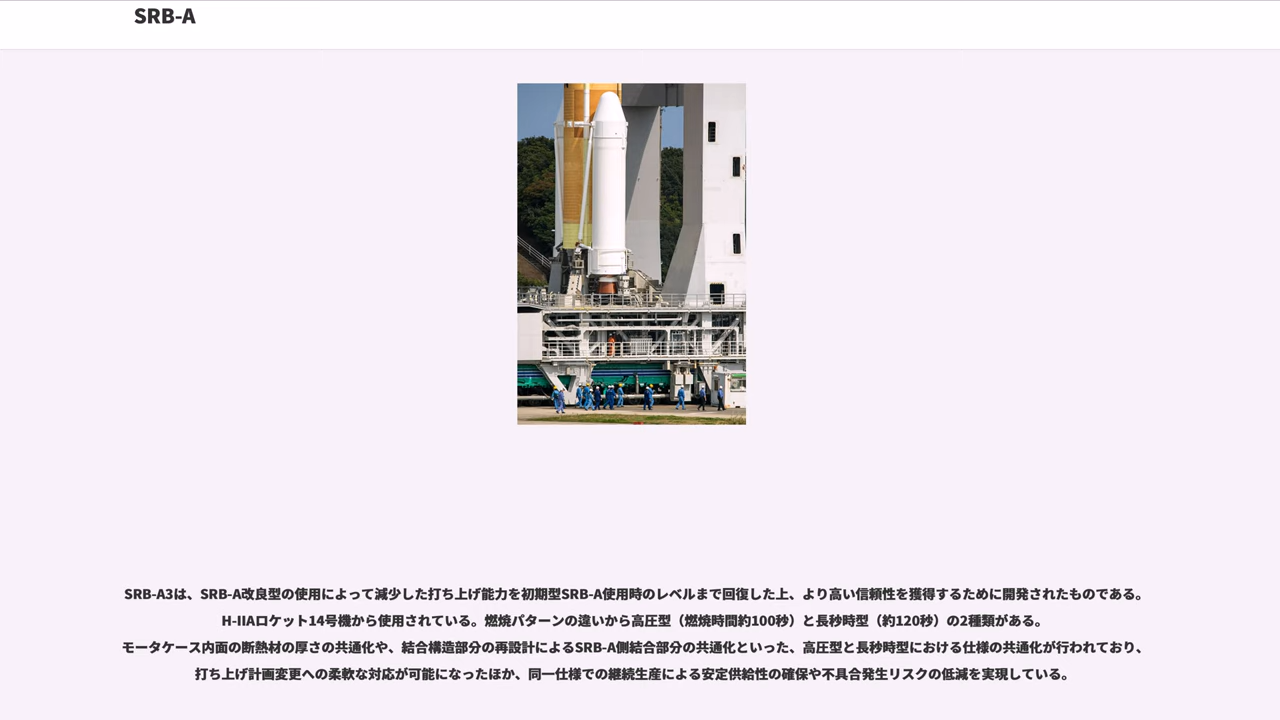 SRB-A
SRB-A3は、SRB-A改良型の使用によって減少した打ち上げ能力を初期型SRB-A使用時のレベルまで回復した上、より高い信頼性を獲得するために開発されたものである。
H-IIAロケット14号機から使用されている。燃焼パターンの違いから高圧型（燃焼時間約100秒）と長秒時型（約120秒）の2種類がある。
モータケース内面の断熱材の厚さの共通化や、結合構造部分の再設計によるSRB-A側結合部分の共通化といった、高圧型と長秒時型における仕様の共通化が行われており、
打ち上げ計画変更への柔軟な対応が可能になったほか、同一仕様での継続生産による安定供給性の確保や不具合発生リスクの低減を実現している。